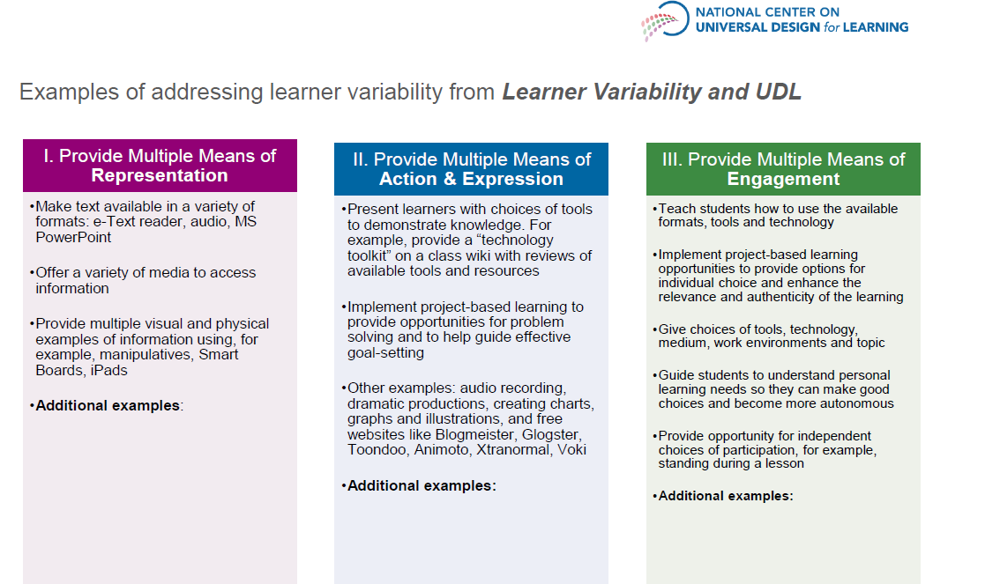 NATIONAL CENTER ON
UNIVERSAL DESIGN for LEARNING
Examples of addressing learner variability from Learner Variability and UDL
I. Provide Multiple Means of
Representation
•Make text available in a variety of
formats: e-Text reader, audio, MS
PowerPoint
•Offer a variety of media to access
information
•Provide multiple visual and physical
examples of information using, for
example, manipulatives, Smart
Boards, iPads
•Additional examples:
II. Provide Multiple Means of
Action & Expression
•Present learners with choices of tools
to demonstrate knowledge. For
example, provide a “technology
toolkit” on a class wiki with reviews of
available tools and resources
•Implement project-based learning to
provide opportunities for problem
solving and to help guide effective
goal-setting
•Other examples: audio recording,
dramatic productions, creating charts,
graphs and illustrations, and free
websites like Blogmeister, Glogster,
Toondoo, Animoto, Xtranormal, Voki
•Additional examples:
III. Provide Multiple Means of
Engagement
•Teach students how to use the available
formats, tools and technology
•Implement project-based learning
opportunities to provide options for
individual choice and enhance the
relevance and authenticity of the learning
•Give choices of tools, technology,
medium, work environments and topic
•Guide students to understand personal
learning needs so they can make good
choices and become more autonomous
•Provide opportunity for independent
choices of participation, for example,
standing during a lesson
•Additional examples: